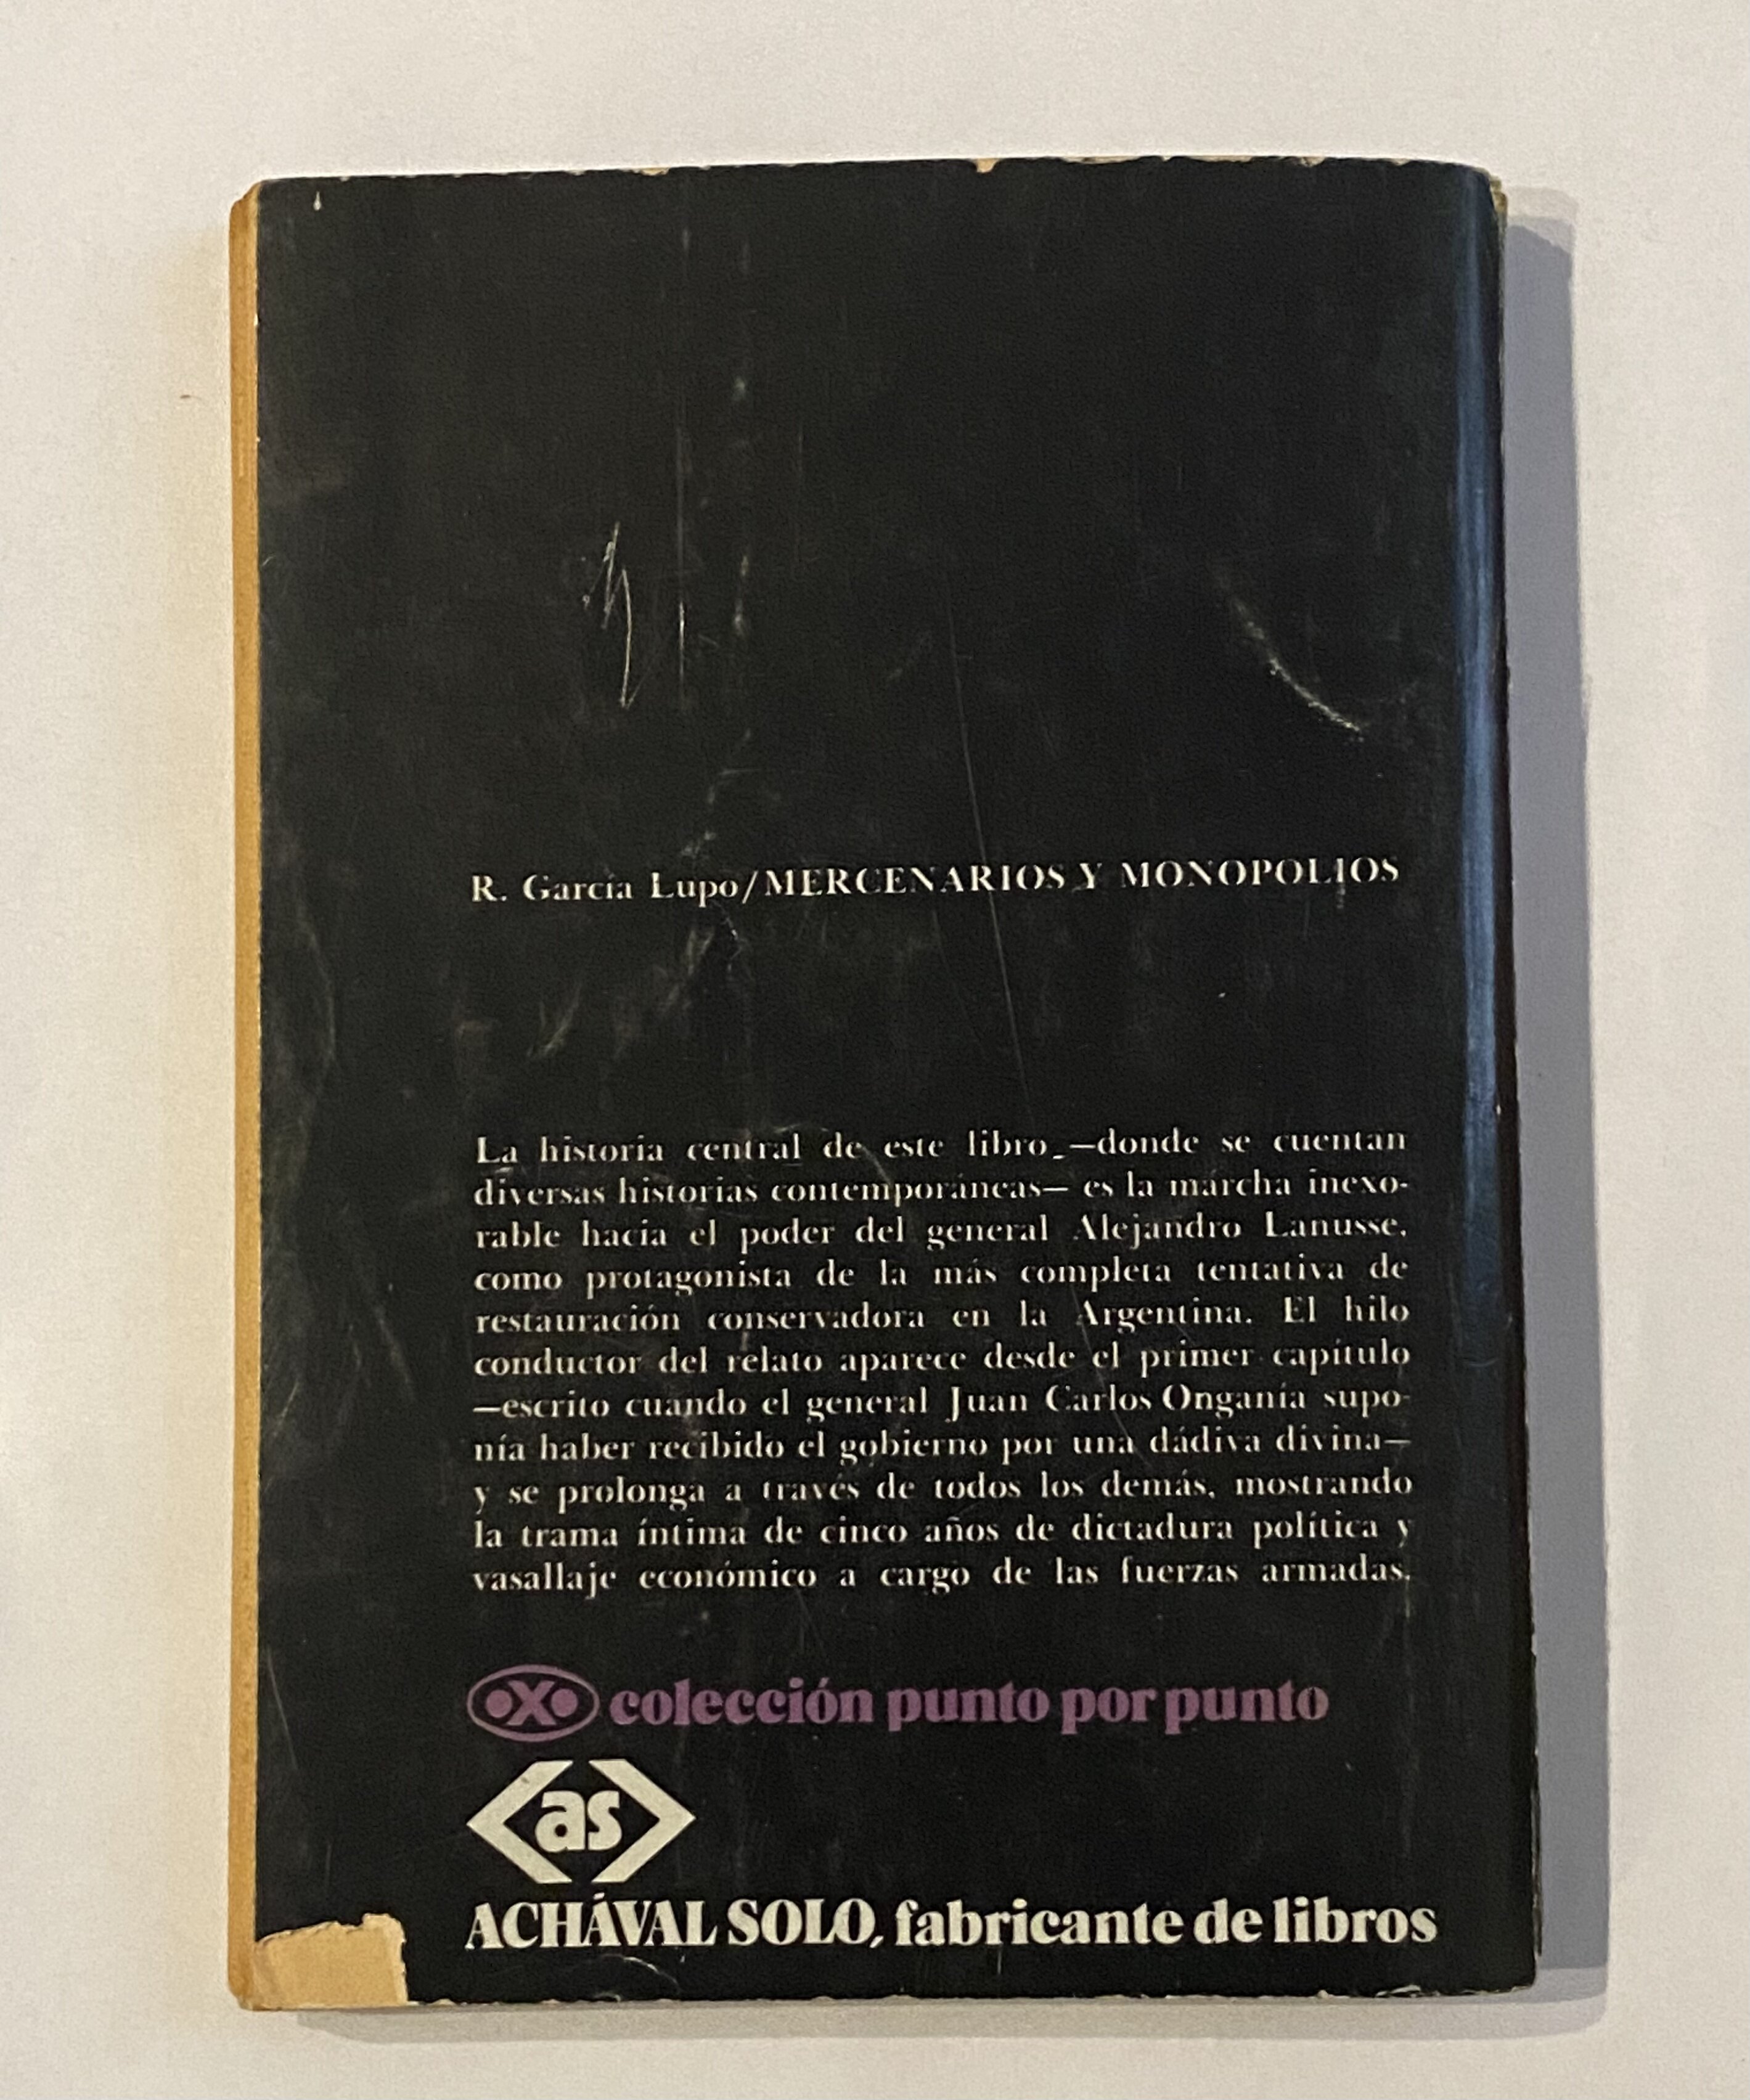 R. García Lupo/MERCENARIOS Y MONOPOLIOS
La historia central de este libro —donde se cuentan
diversas historias contemporáneas— es la marcha inexo-
rable hacia el poder del general Alejandro Lanusse,
como protagonista de la más completa tentativa de
restauración conservadora en la Argentina. El hilo
conductor del relato aparece desde el primer capítulo
—escrito cuando el general Juan Carlos Onganía supo-
nía haber recibido el gobierno por una dádiva divina—
y se prolonga a través de todos los demás, mostrando
la trama íntima de cinco años de dictadura política y
vasallaje económico a cargo de las fuerzas armadas.
•X• colección punto por punto
as
ACHÁVAL SOLO, fabricante de libros